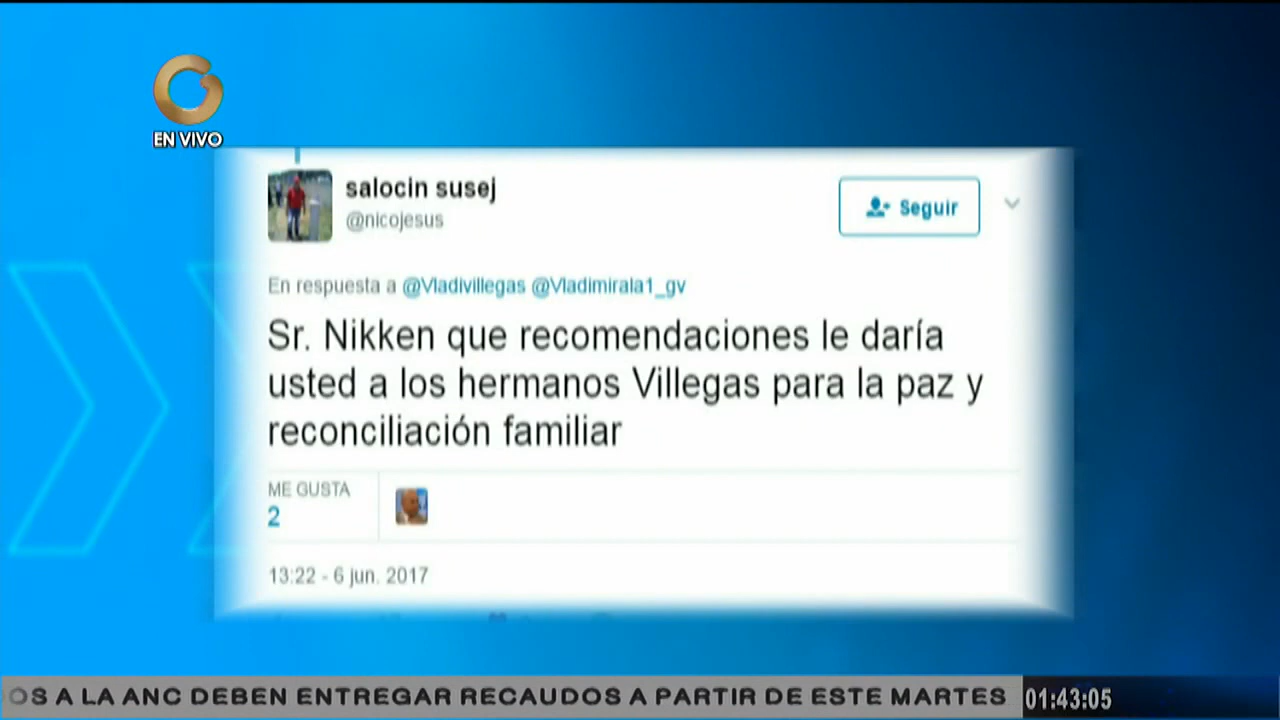 EN VIVO
salocin susej
@nicojesus
Seguir
En respuesta a @Vladivillegas @Vladimirala1_gv
Sr. Nikken que recomendaciones le daría
usted a los hermanos Villegas para la paz y
reconciliación familiar
ME GUSTA
2
13:22 - 6 jun. 2017
OS A LA ANC DEBEN ENTREGAR RECAUDOS A PARTIR DE ESTE MARTES
01:43:05